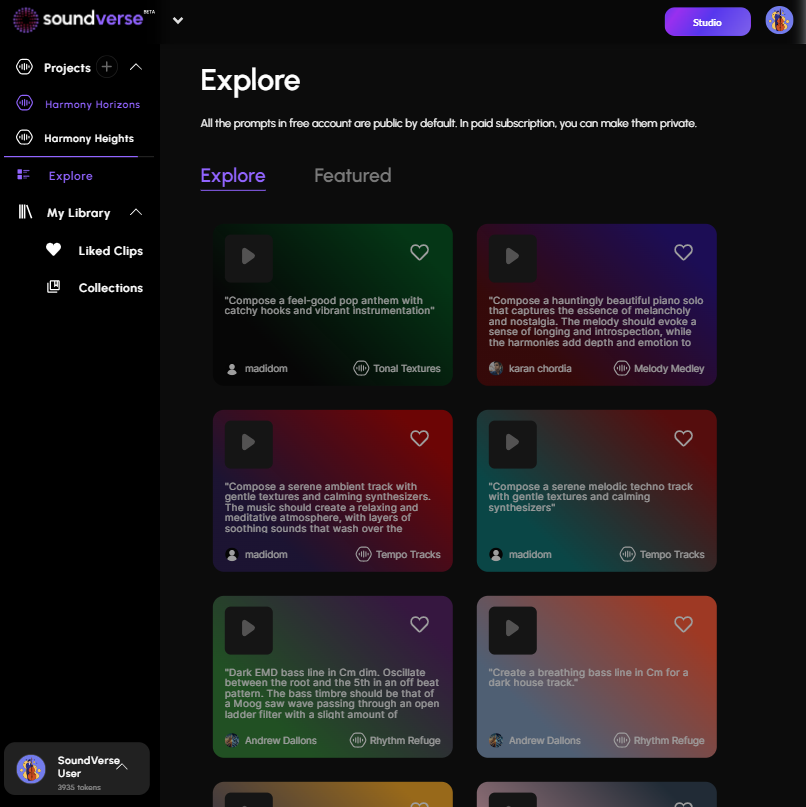 soundverse BETA
Studio
Projects
Harmony Horizons
Harmony Heights
Explore
My Library
Liked Clips
Collections
SoundVerse
User
3935 tokens
Explore
All the prompts in free account are public by default. In paid subscription, you can make them private.
Explore Featured
"Compose a feel-good pop anthem with
catchy hooks and vibrant instrumentation"
madidom Tonal Textures
"Compose a hauntingly beautiful piano solo
that captures the essence of melancholy
and nostalgia. The melody should evoke a
sense of longing and introspection, while
the harmonies add depth and emotion to
karan chordia Melody Medley
"Compose a serene ambient track with
gentle textures and calming synthesizers.
The music should create a relaxing and
meditative atmosphere, with layers of
soothing sounds that wash over the
madidom Tempo Tracks
"Compose a serene melodic techno track
with gentle textures and calming
synthesizers"
madidom Tempo Tracks
"Dark EMD bass line in Cm dim. Oscillate
between the root and the 5th in an off beat
pattern. The bass timbre should be that of
a Moog saw wave passing through an open
ladder filter with a slight amount of
Andrew Dallons Rhythm Refuge
"Create a breathing bass line in Cm for a
dark house track."
Andrew Dallons Rhythm Refuge